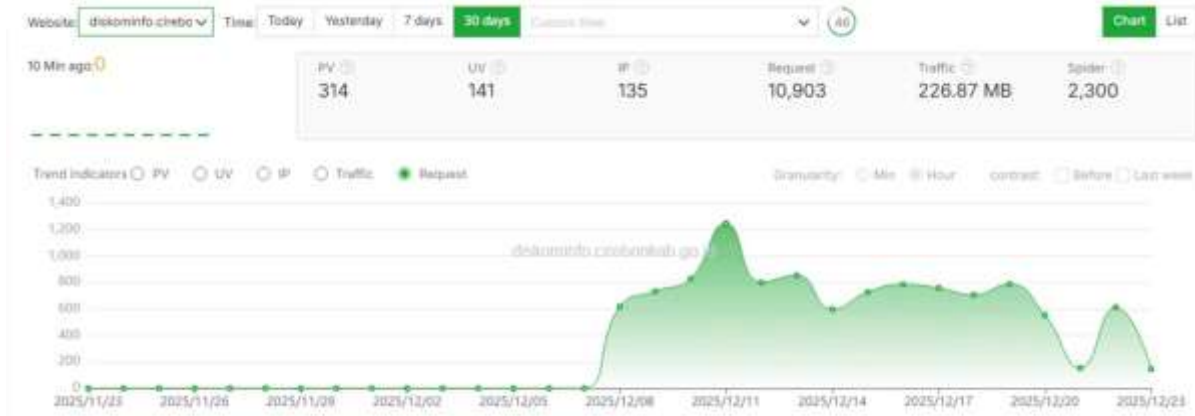 Website: diskominfo.cirebo Time: Today Yesterday 7 days 30 days Custom time 46 Chart List
10 Min ago: 0
PV UV IP Request Traffic Spider
314 141 135 10,903 226.87 MB 2,300
Trend indicators PV UV IP Traffic Request Granularity: Min Hour contrast: Before Last week
1,400
1,200
diskominfo.cirebonkab.go.id
1,000
800
600
400
200
0
2025/11/23 2025/11/26 2025/11/29 2025/12/02 2025/12/05 2025/12/08 2025/12/11 2025/12/14 2025/12/17 2025/12/20 2025/12/23